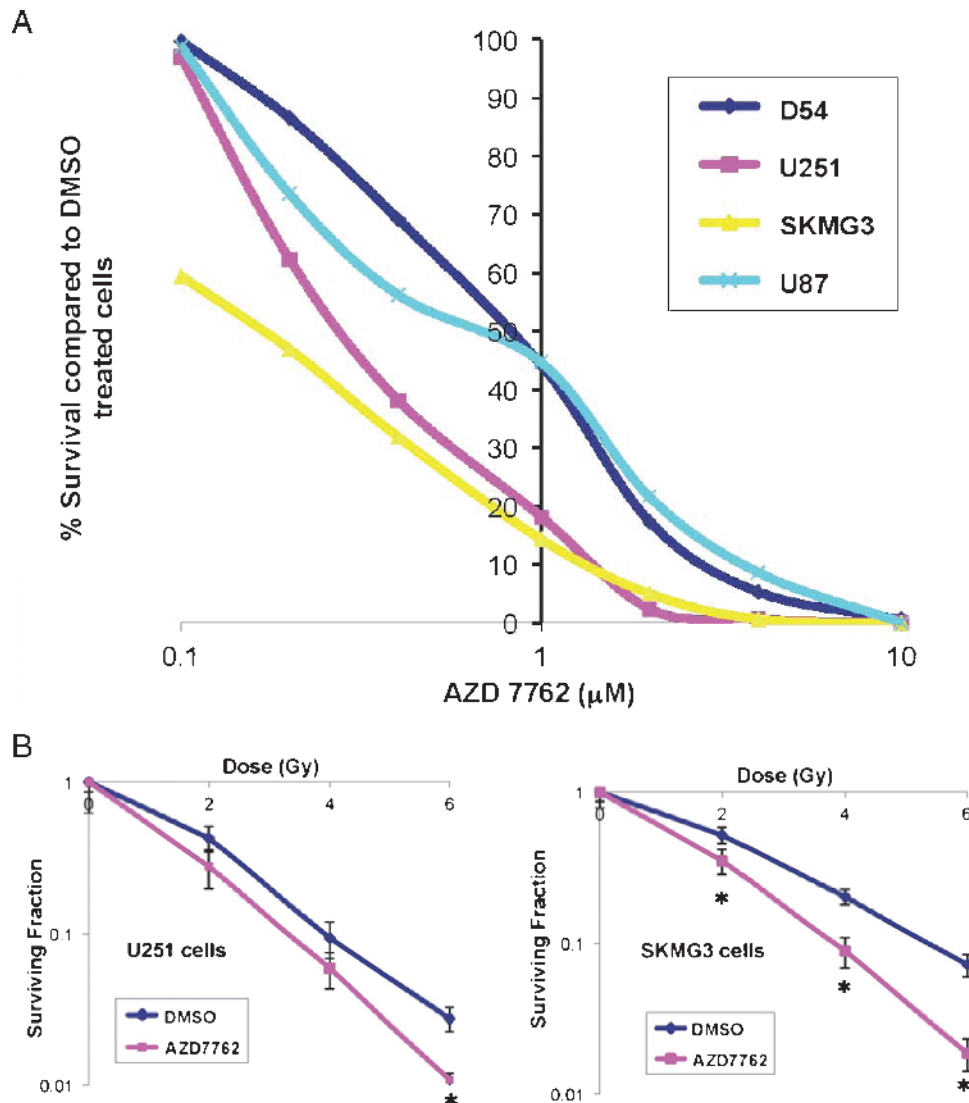 A
100
90
80
70
60
50
40
30
20
10
0
% Survival compared to DMSO
treated cells
D54
U251
SKMG3
U87
0.1
1
10
AZD 7762 (μM)
B
Dose (Gy)
1
0
2
4
6
0.1
0.01
Surviving Fraction
U251 cells
DMSO
AZD7762
*
Dose (Gy)
1
0
2
4
6
0.1
0.01
Surviving Fraction
SKMG3 cells
DMSO
AZD7762
*
*
*